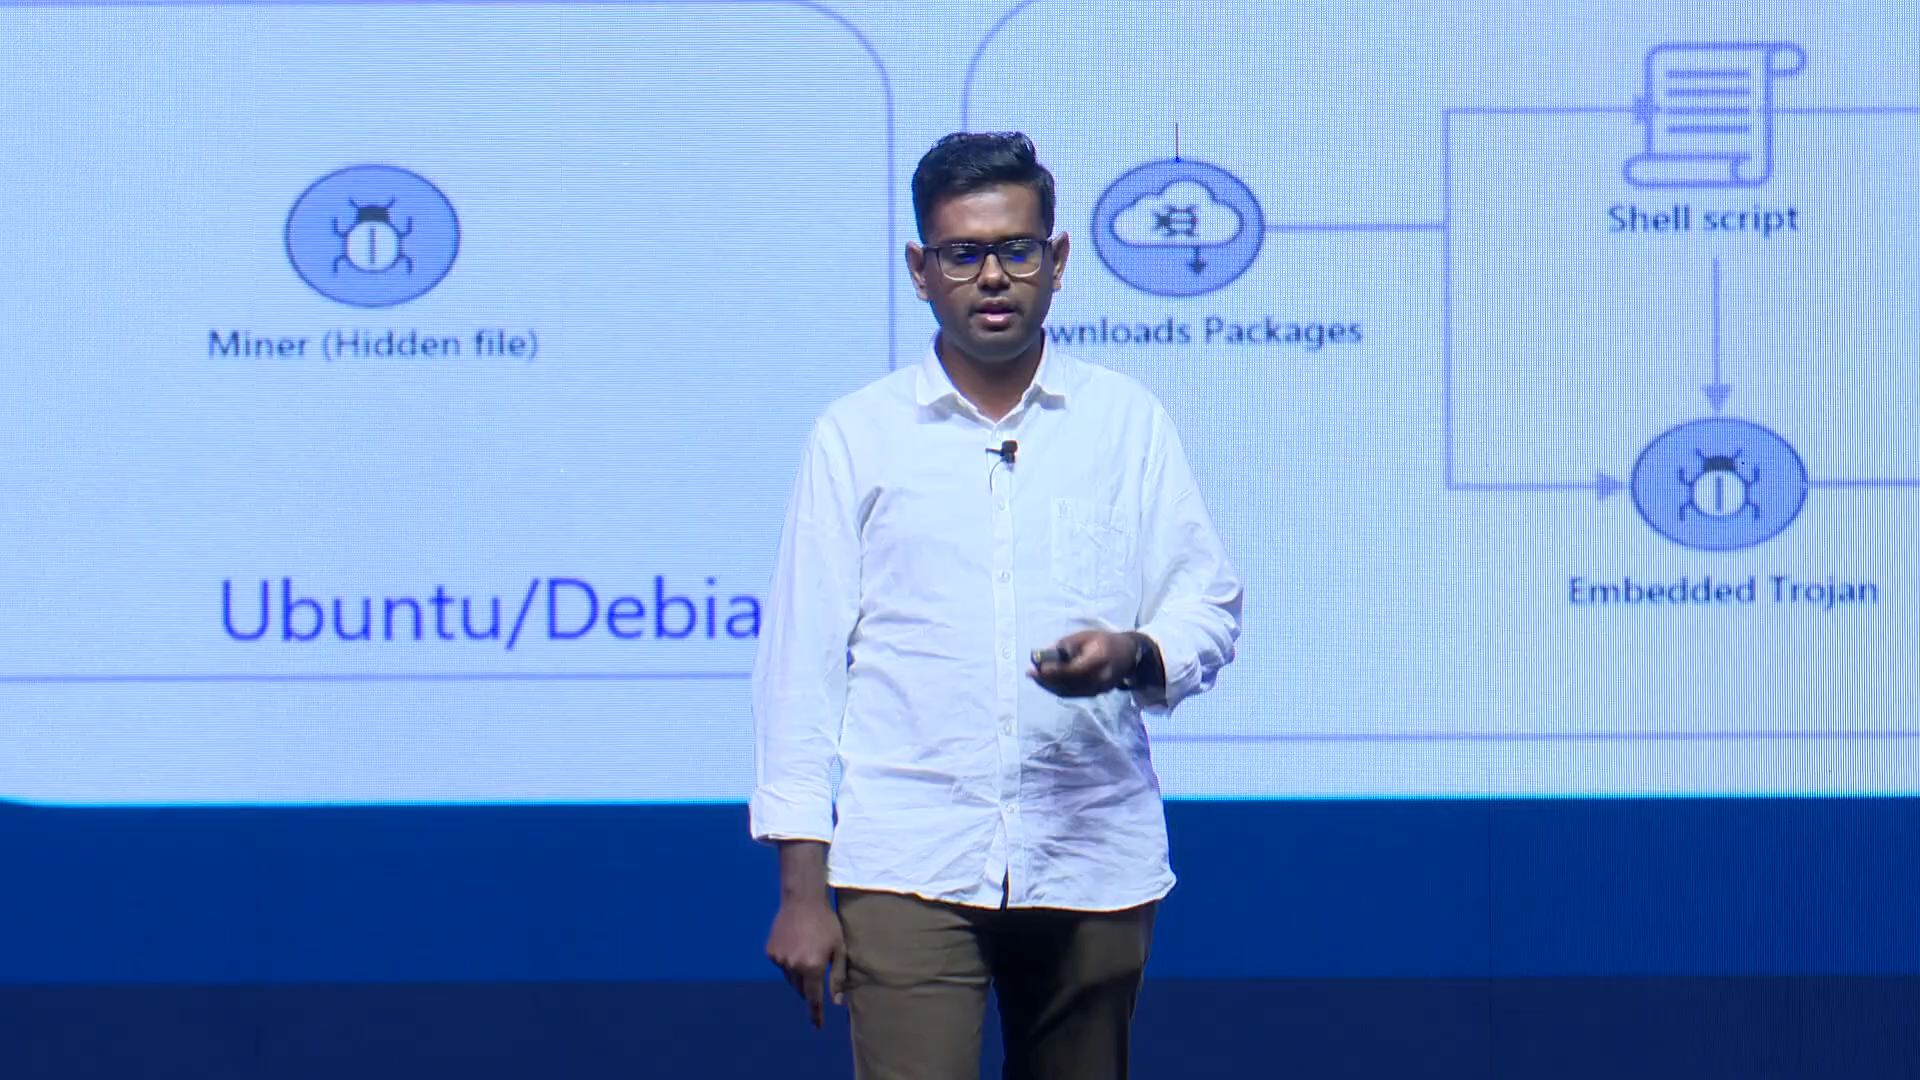 Miner (Hidden file)
Ubuntu/Debia
wnloads Packages
Shell script
Embedded Trojan